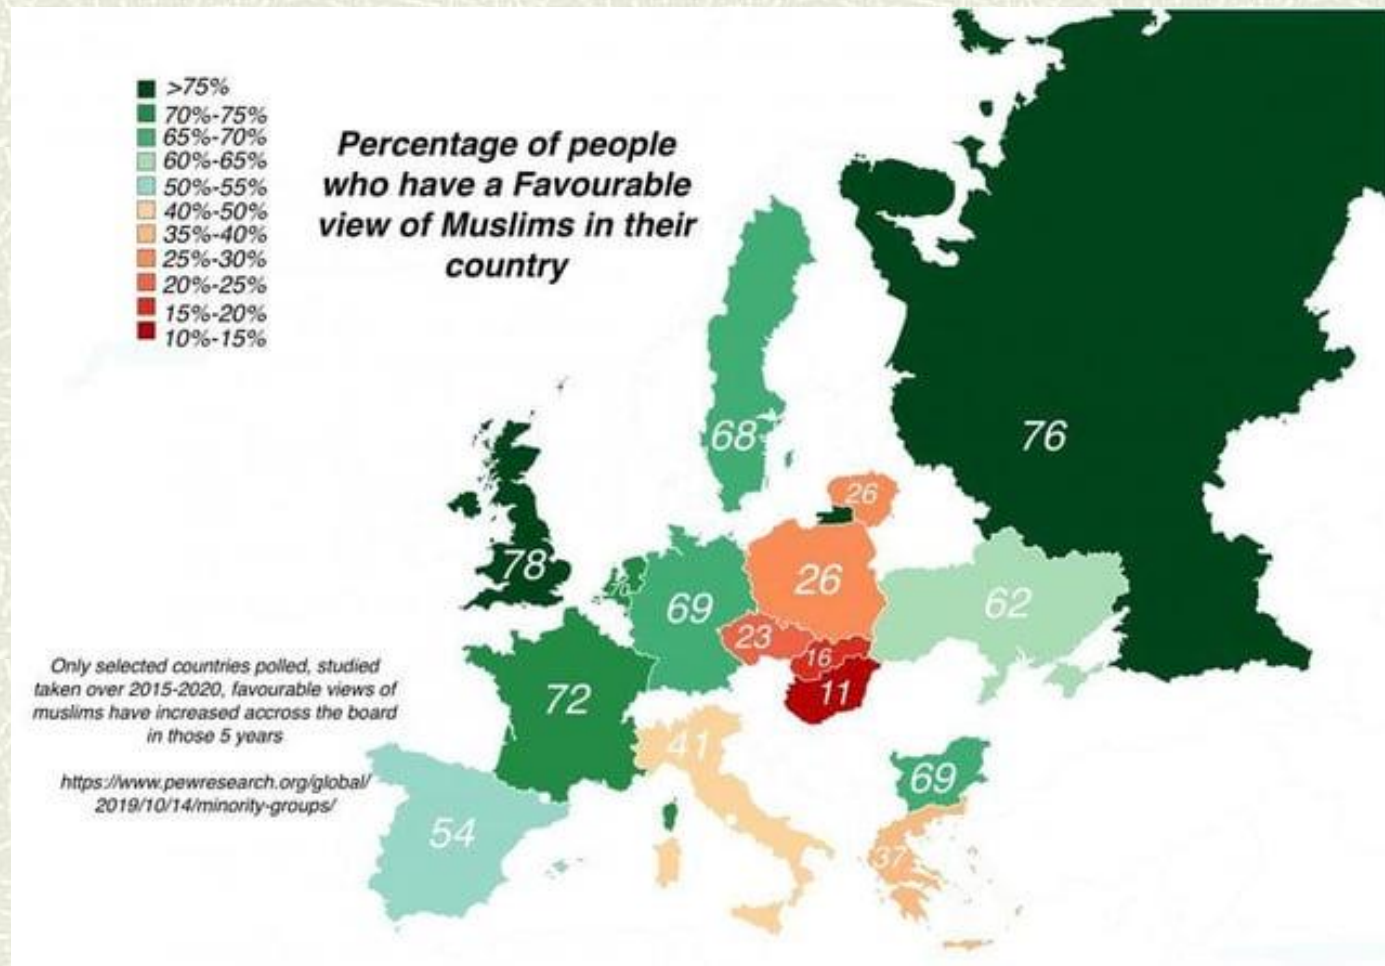 >75%
70%-75%
65%-70%
60%-65%
50%-55%
40%-50%
35%-40%
25%-30%
20%-25%
15%-20%
10%-15%
Percentage of people
who have a Favourable
view of Muslims in their
country
68
76
26
78
26
69
62
23
16
11
72
41
69
54
37
Only selected countries polled, studied
taken over 2015-2020, favourable views of
muslims have increased accross the board
in those 5 years
https://www.pewresearch.org/global/
2019/10/14/minority-groups/